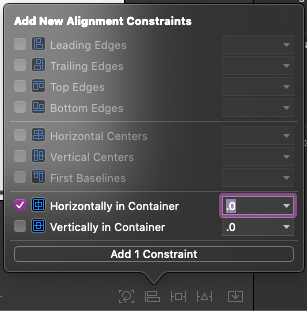 Add New Alignment Constraints
Leading Edges
Trailing Edges
Top Edges
Bottom Edges
Horizontal Centers
Vertical Centers
First Baselines
Horizontally in Container .0
Vertically in Container .0
Add 1 Constraint